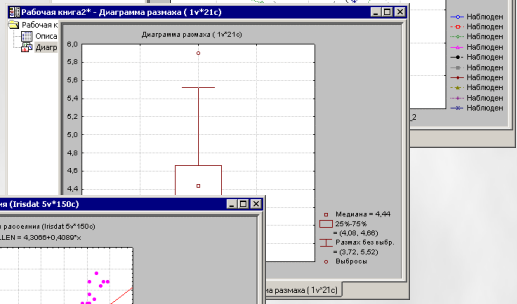 Рабочая книга2* - Диаграмма размаха ( 1v*21c)
Рабочая к
Описа
Диагр
Диаграмма размаха ( 1v*21c)
6,0
5,8
5,6
5,4
5,2
5,0
4,8
4,6
4,4
Медиана = 4,44
25%-75%
= (4,08, 4,66)
Размах без выбр.
= (3,72, 5,52)
Выбросы
ма размаха ( 1v*21c)
Наблюден
Наблюден
Наблюден
Наблюден
Наблюден
Наблюден
Наблюден
Наблюден
Наблюден
Наблюден
_2
ия (Irisdat 5v*150c)
рассеяния (Irisdat 5v*150c)
LLEN = 4,3066+0,4089*x